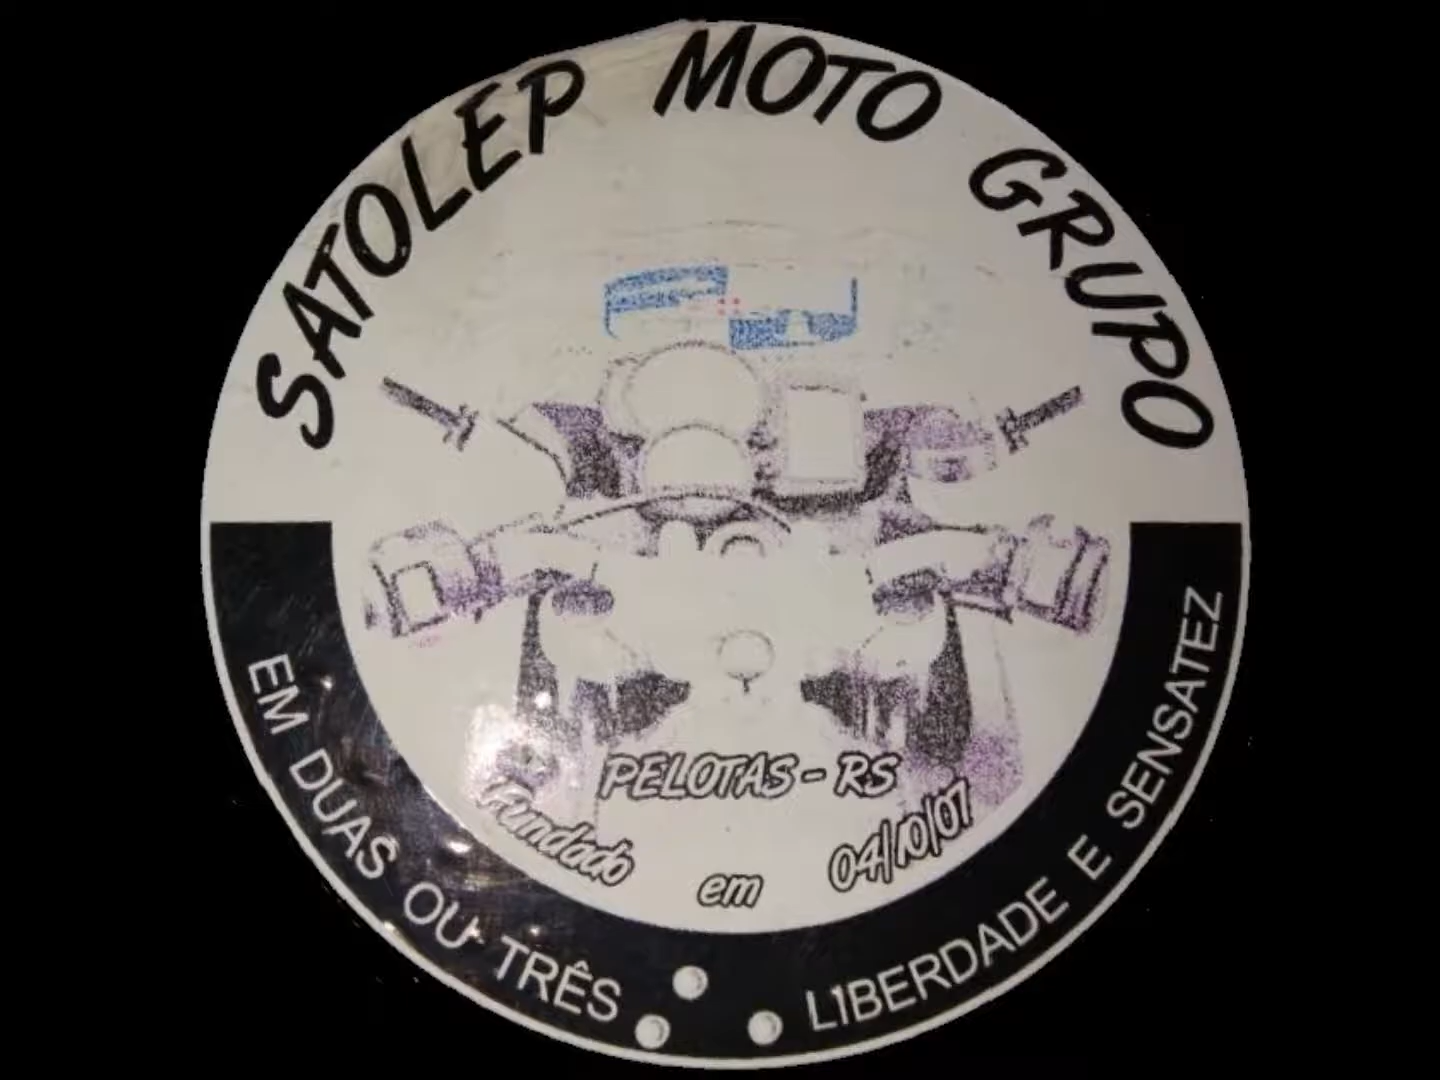 SATOLEP MOTO GRUPO
PELOTAS - RS
Fundado em 04/10/07
EM DUAS OU TRÊS LIBERDADE E SENSATEZ